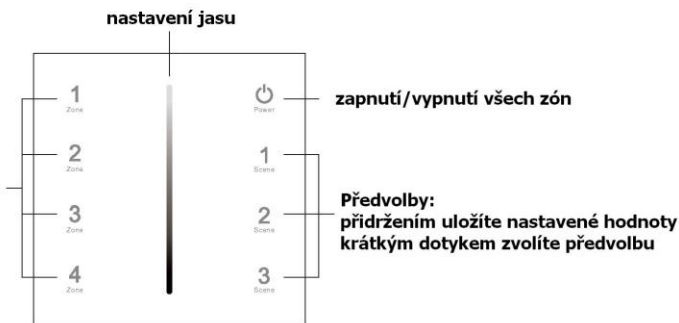 nastavení jasu
1
Zone
Power
zapnutí/vypnutí všech zón
2
Zone
1
Scene
3
Zone
2
Scene
Předvolby:
přidržením uložíte nastavené hodnoty
krátkým dotykem zvolíte předvolbu
4
Zone
3
Scene